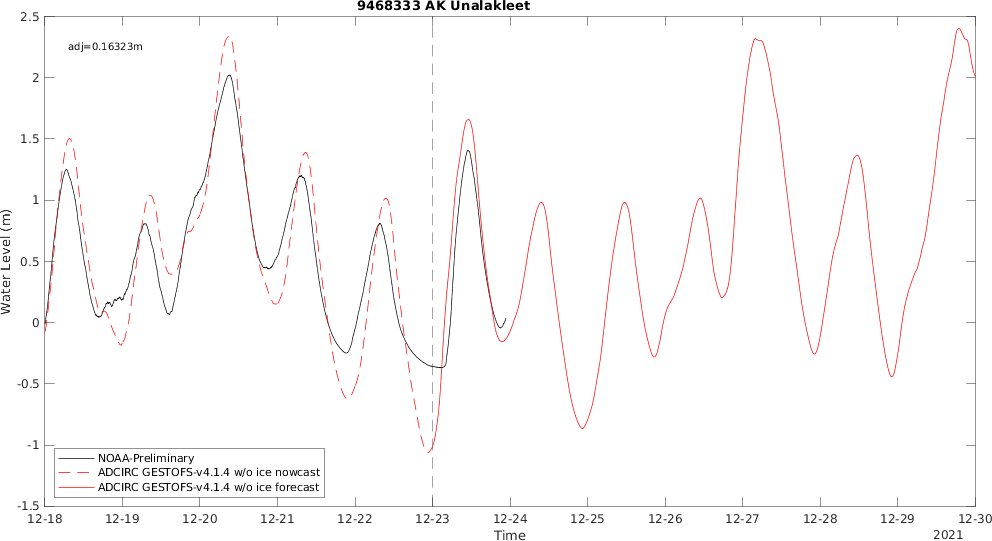 9468333 AK Unalakleet
adj=0.16323m
Water Level (m)
2.5
2
1.5
1
0.5
0
-0.5
-1
-1.5
NOAA-Preliminary
ADCIRC GESTOFS-v4.1.4 w/o ice nowcast
ADCIRC GESTOFS-v4.1.4 w/o ice forecast
12-18 12-19 12-20 12-21 12-22 12-23 12-24 12-25 12-26 12-27 12-28 12-29 12-30
Time
2021